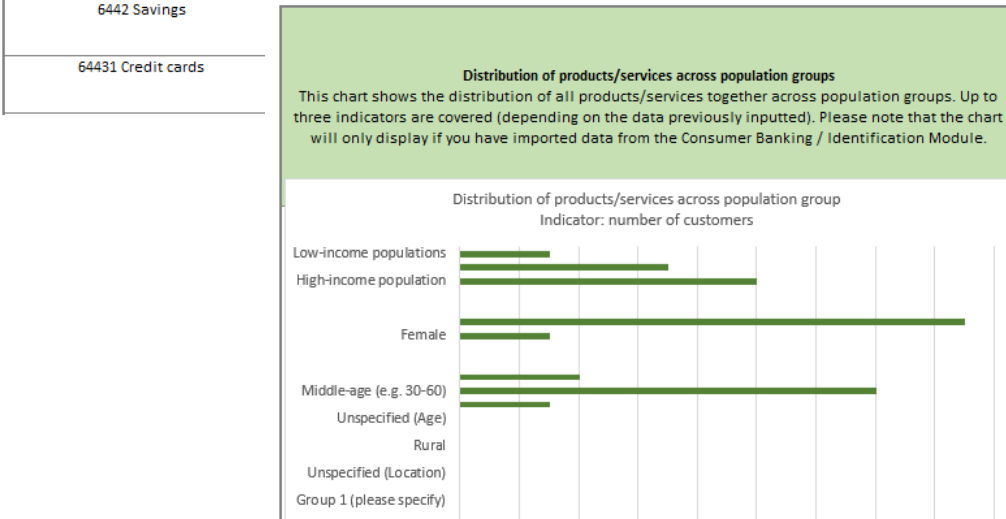 6442 Savings
64431 Credit cards
Distribution of products/services across population groups
This chart shows the distribution of all products/services together across population groups. Up to
three indicators are covered (depending on the data previously inputted). Please note that the chart
will only display if you have imported data from the Consumer Banking / Identification Module.
Distribution of products/services across population group
Indicator: number of customers
Low-income populations
High-income population
Female
Middle-age (e.g. 30-60)
Unspecified (Age)
Rural
Unspecified (Location)
Group 1 (please specify)